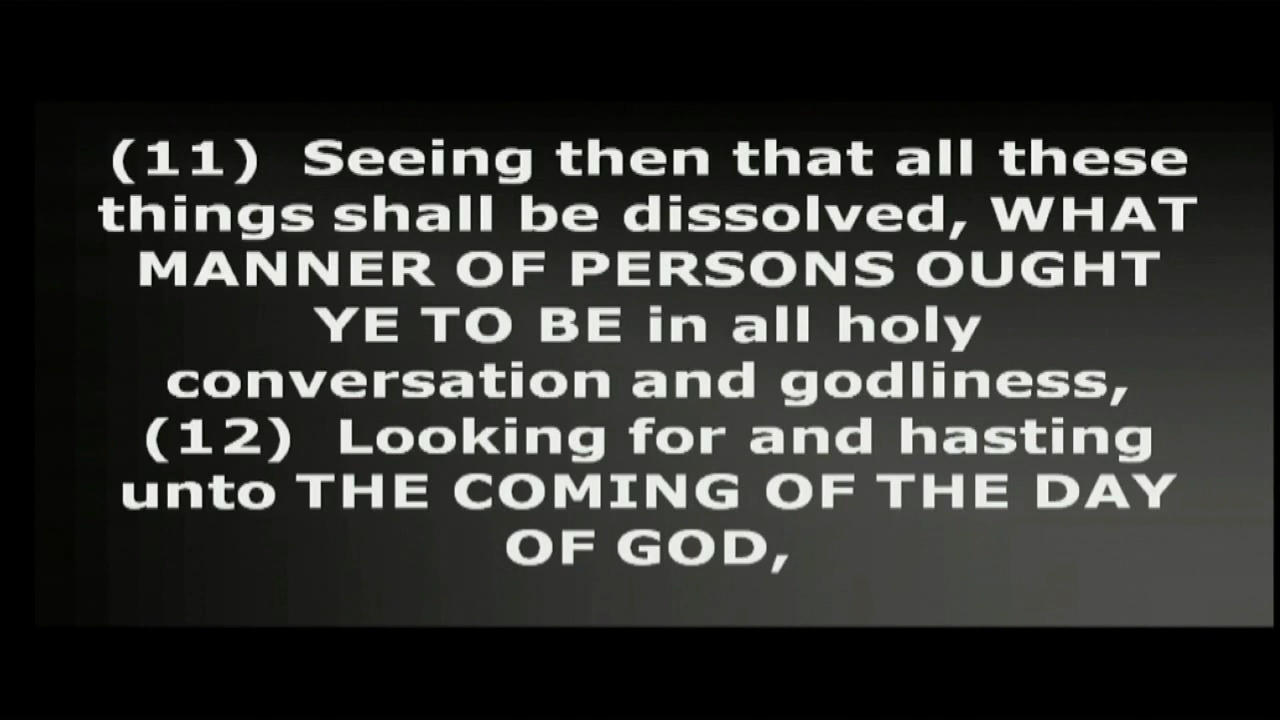 (11) Seeing then that all these
things shall be dissolved, WHAT
MANNER OF PERSONS OUGHT
YE TO BE in all holy
conversation and godliness,
(12) Looking for and hasting
unto THE COMING OF THE DAY
OF GOD,